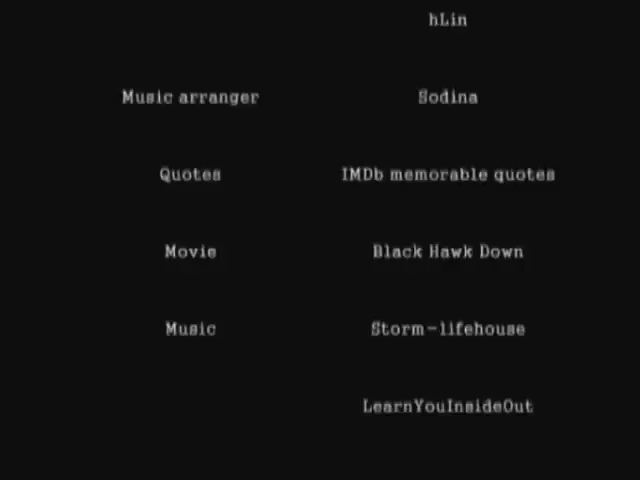 hLin
Music arranger Sodina
Quotes IMDb memorable quotes
Movie Black Hawk Down
Music Storm-lifehouse
LearnYouInsideOut